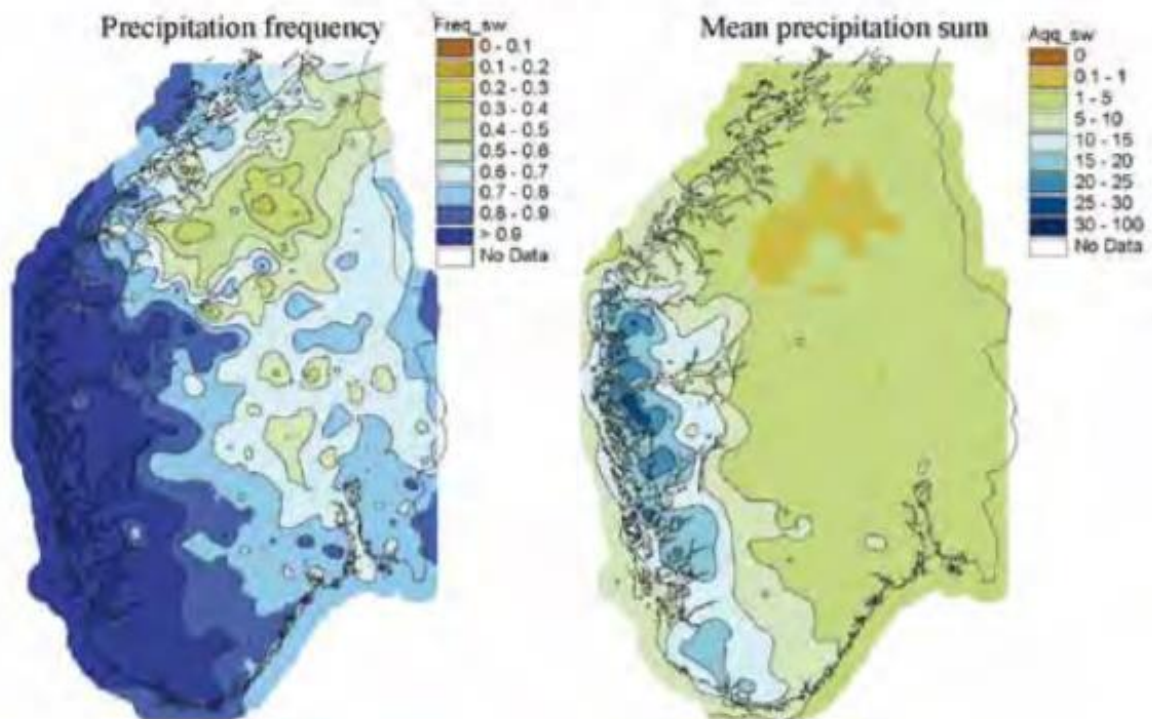 Precipitation frequency
Freq_sw
0 - 0.1
0.1 - 0.2
0.2 - 0.3
0.3 - 0.4
0.4 - 0.5
0.5 - 0.6
0.6 - 0.7
0.7 - 0.8
0.8 - 0.9
> 0.9
No Data
Mean precipitation sum
Agg_sw
0
0.1 - 1
1 - 5
5 - 10
10 - 15
15 - 20
20 - 25
25 - 30
30 - 100
No Data